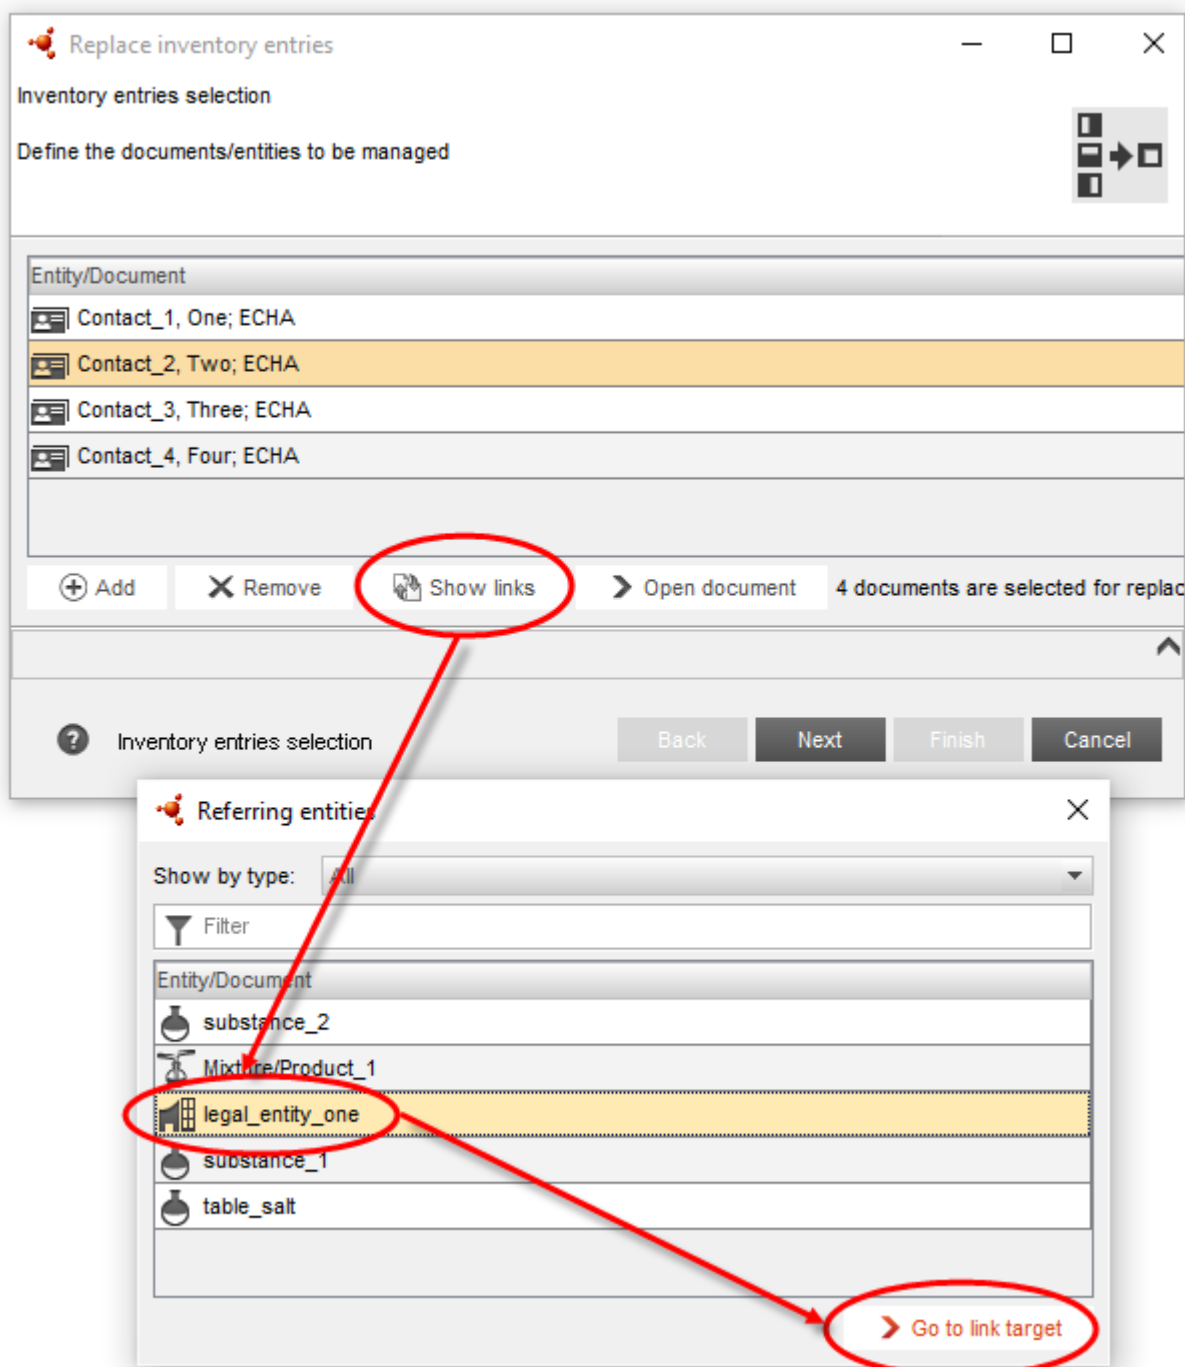 Replace inventory entries
Inventory entries selection
Define the documents/entities to be managed
Entity/Document
Contact_1, One; ECHA
Contact_2, Two; ECHA
Contact_3, Three; ECHA
Contact_4, Four; ECHA
Add Remove Show links Open document 4 documents are selected for replac
Inventory entries selection Back Next Finish Cancel
Referring entities
Show by type: All
Filter
Entity/Document
substance_2
Mixture/Product_1
legal_entity_one
substance_1
table_salt
Go to link target